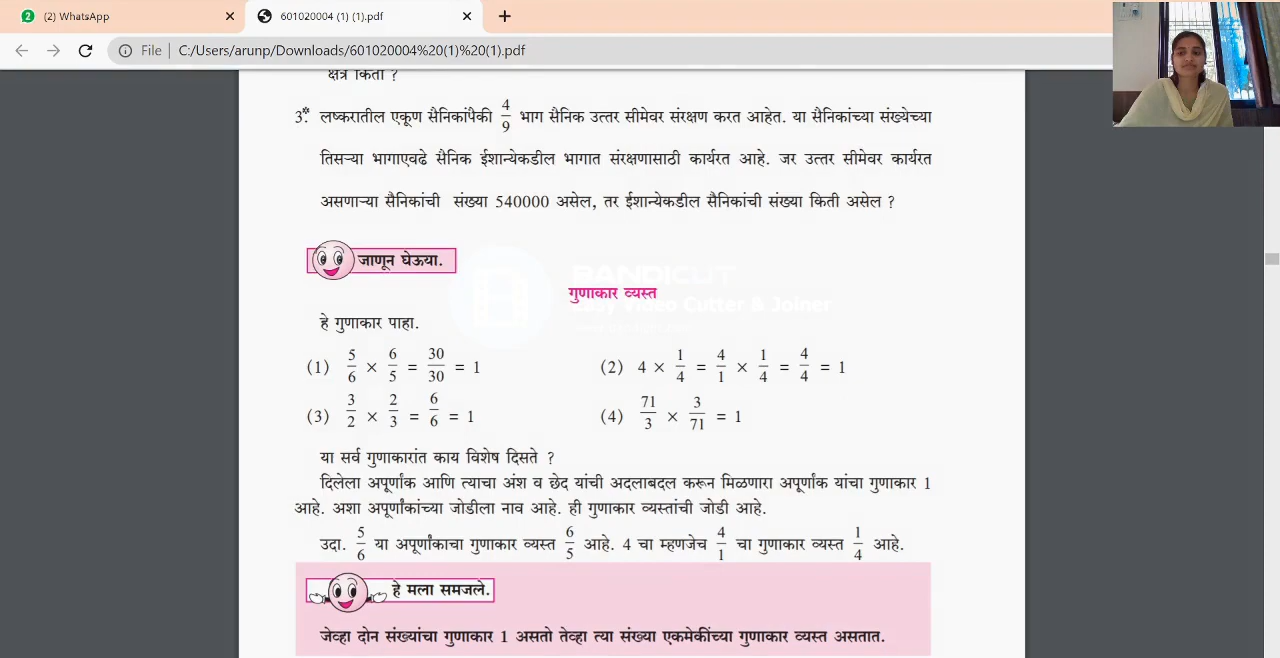 (2) WhatsApp
601020004 (1) (1).pdf
File | C:/Users/arunp/Downloads/601020004%20(1)%20(1).pdf
क्षेत्र किती ?
3*. लष्करातील एकूण सैनिकांपैकी 4/9 भाग सैनिक उत्तर सीमेवर संरक्षण करत आहेत. या सैनिकांच्या संख्येच्या
तिसऱ्या भागाएवढे सैनिक ईशान्येकडील भागात संरक्षणासाठी कार्यरत आहे. जर उत्तर सीमेवर कार्यरत
असणाऱ्या सैनिकांची संख्या 540000 असेल, तर ईशान्येकडील सैनिकांची संख्या किती असेल ?
जाणून घेऊया.
BANDICUT
गुणाकार व्यस्त
Easy Video Cutter & Joiner
हे गुणाकार पाहा.
(1) 5/6 × 6/5 = 30/30 = 1 (2) 4 × 1/4 = 4/1 × 1/4 = 4/4 = 1
(3) 3/2 × 2/3 = 6/6 = 1 (4) 71/3 × 3/71 = 1
या सर्व गुणाकारांत काय विशेष दिसते ?
दिलेला अपूर्णांक आणि त्याचा अंश व छेद यांची अदलाबदल करून मिळणारा अपूर्णांक यांचा गुणाकार 1
आहे. अशा अपूर्णांकांच्या जोडीला नाव आहे. ही गुणाकार व्यस्तांची जोडी आहे.
उदा. 5/6 या अपूर्णांकाचा गुणाकार व्यस्त 6/5 आहे. 4 चा म्हणजेच 4/1 चा गुणाकार व्यस्त 1/4 आहे.
हे मला समजले.
जेव्हा दोन संख्यांचा गुणाकार 1 असतो तेव्हा त्या संख्या एकमेकींच्या गुणाकार व्यस्त असतात.